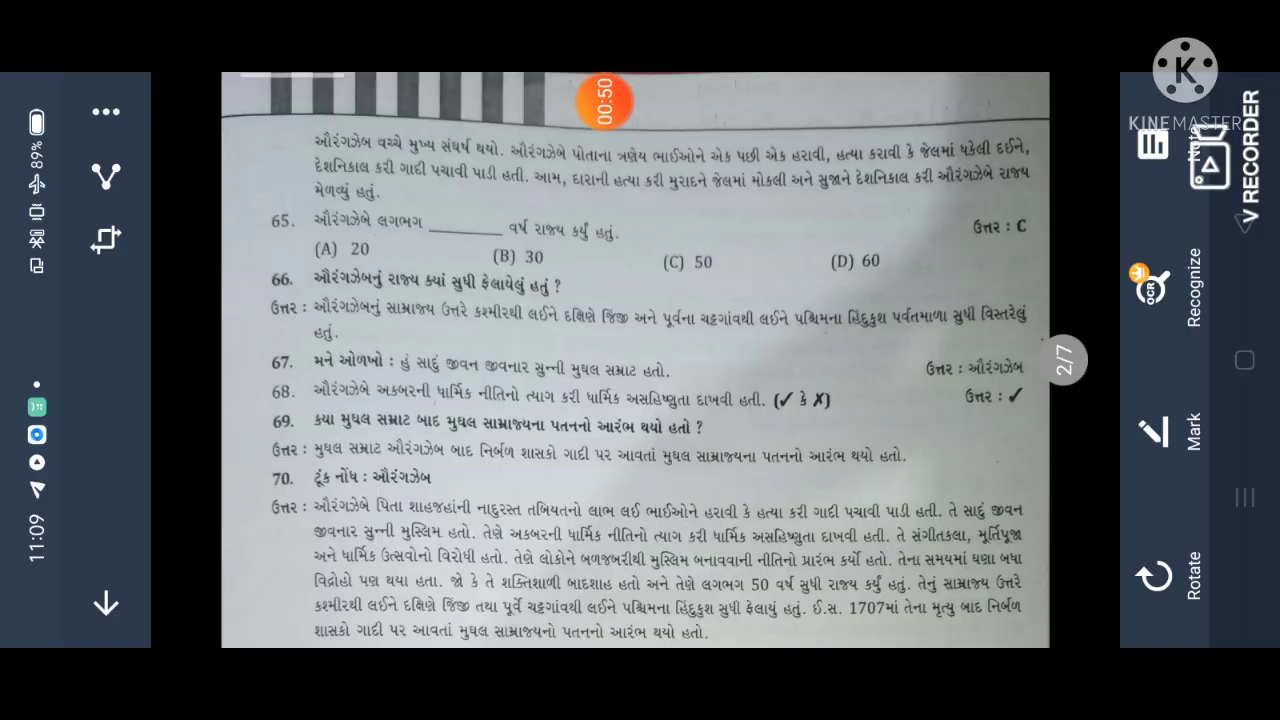 00:50
KINEMASTER
V RECORDER
Note
ઔરંગઝેબ વચ્ચે મુખ્ય સંઘર્ષ થયો. ઔરંગઝેબે પોતાના ત્રણેય ભાઈઓને એક પછી એક હરાવી, હત્યા કરાવી કે જેલમાં ધકેલી દઈને,
દેશનિકાલ કરી ગાદી પચાવી પાડી હતી. આમ, દારાની હત્યા કરી મુરાદને જેલમાં મોકલી અને સુજાને દેશનિકાલ કરી ઔરંગઝેબે રાજ્ય
મેળવ્યું હતું.
65. ઔરંગઝેબે લગભગ ________ વર્ષ રાજ્ય કર્યું હતું. ઉત્તર : C
(A) 20 (B) 30 (C) 50 (D) 60
66. ઔરંગઝેબનું રાજ્ય ક્યાં સુધી ફેલાયેલું હતું ?
ઉત્તર : ઔરંગઝેબનું સામ્રાજ્ય ઉત્તરે કશ્મીરથી લઈને દક્ષિણે જિંજી અને પૂર્વના ચટ્ટગાંવથી લઈને પશ્ચિમના હિંદુકુશ પર્વતમાળા સુધી વિસ્તરેલું
હતું.
67. મને ઓળખો : હું સાદું જીવન જીવનાર સુન્ની મુઘલ સમ્રાટ હતો. ઉત્તર : ઔરંગઝેબ
68. ઔરંગઝેબે અકબરની ધાર્મિક નીતિનો ત્યાગ કરી ધાર્મિક અસહિષ્ણુતા દાખવી હતી. (✓ કે ✗) ઉત્તર : ✓
69. ક્યા મુઘલ સમ્રાટ બાદ મુઘલ સામ્રાજ્યના પતનનો આરંભ થયો હતો ?
ઉત્તર : મુઘલ સમ્રાટ ઔરંગઝેબ બાદ નિર્બળ શાસકો ગાદી પર આવતાં મુઘલ સામ્રાજ્યના પતનનો આરંભ થયો હતો.
70. ટૂંક નોંધ : ઔરંગઝેબ
ઉત્તર : ઔરંગઝેબે પિતા શાહજહાંની નાદુરસ્ત તબિયતનો લાભ લઈ ભાઈઓને હરાવી કે હત્યા કરી ગાદી પચાવી પાડી હતી. તે સાદું જીવન
જીવનાર સુન્ની મુસ્લિમ હતો. તેણે અકબરની ધાર્મિક નીતિનો ત્યાગ કરી ધાર્મિક અસહિષ્ણુતા દાખવી હતી. તે સંગીતકલા, મૂર્તિપૂજા
અને ધાર્મિક ઉત્સવોનો વિરોધી હતો. તેણે લોકોને બળજબરીથી મુસ્લિમ બનાવવાની નીતિનો પ્રારંભ કર્યો હતો. તેના સમયમાં ઘણા બધા
વિદ્રોહો પણ થયા હતા. જો કે તે શક્તિશાળી બાદશાહ હતો અને તેણે લગભગ 50 વર્ષ સુધી રાજ્ય કર્યું હતું. તેનું સામ્રાજ્ય ઉત્તરે
કશ્મીરથી લઈને દક્ષિણે જિંજી તથા પૂર્વે ચટ્ટગાંવથી લઈને પશ્ચિમના હિંદુકુશ સુધી ફેલાયું હતું. ઈ.સ. 1707માં તેના મૃત્યુ બાદ નિર્બળ
શાસકો ગાદી પર આવતાં મુઘલ સામ્રાજ્યનો પતનનો આરંભ થયો હતો.
2/7
OCR
Recognize
Mark
Rotate
89%
11:09